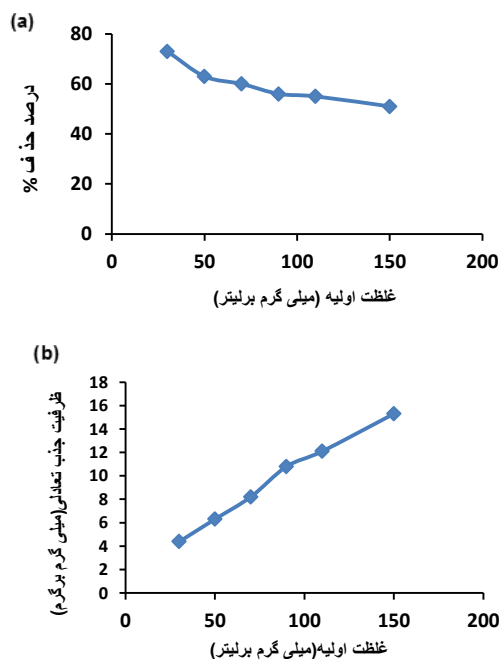 (a)
درصد حذ ف %
80
60
40
20
0
0 50 100 150 200
غلظت اولیه (میلی گرم برلیتر)
(b)
ظرفیت جذب تعادلی(میلی گرم برگرم)
18
16
14
12
10
8
6
4
2
0
0 50 100 150 200
غلظت اولیه(میلی گرم برلیتر)